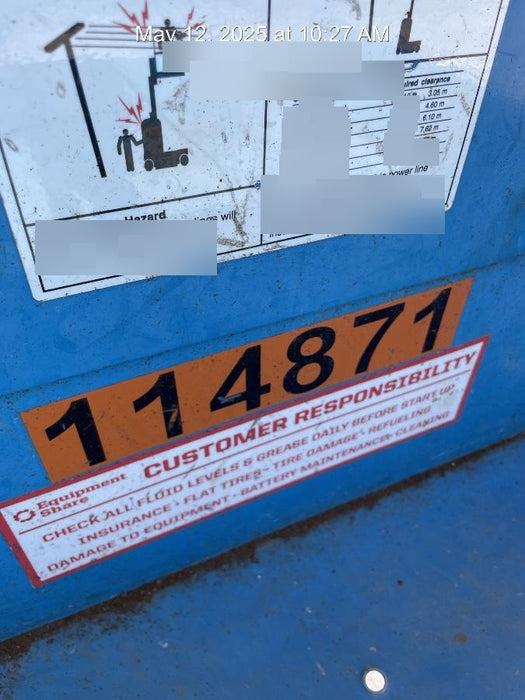 May 12, 2025 at 10:27 AM
clearance
3.05 m
4.60 m
6.10 m
7.62 m
power line
Hazard
will
114871
Equipment
Share
CUSTOMER RESPONSIBILITY
CHECK ALL FLUID LEVELS & GREASE DAILY BEFORE START UP
INSURANCE - FLAT TIRES - TIRE DAMAGE - REFUELING
DAMAGE TO EQUIPMENT - BATTERY MAINTENANCE - CLEANING